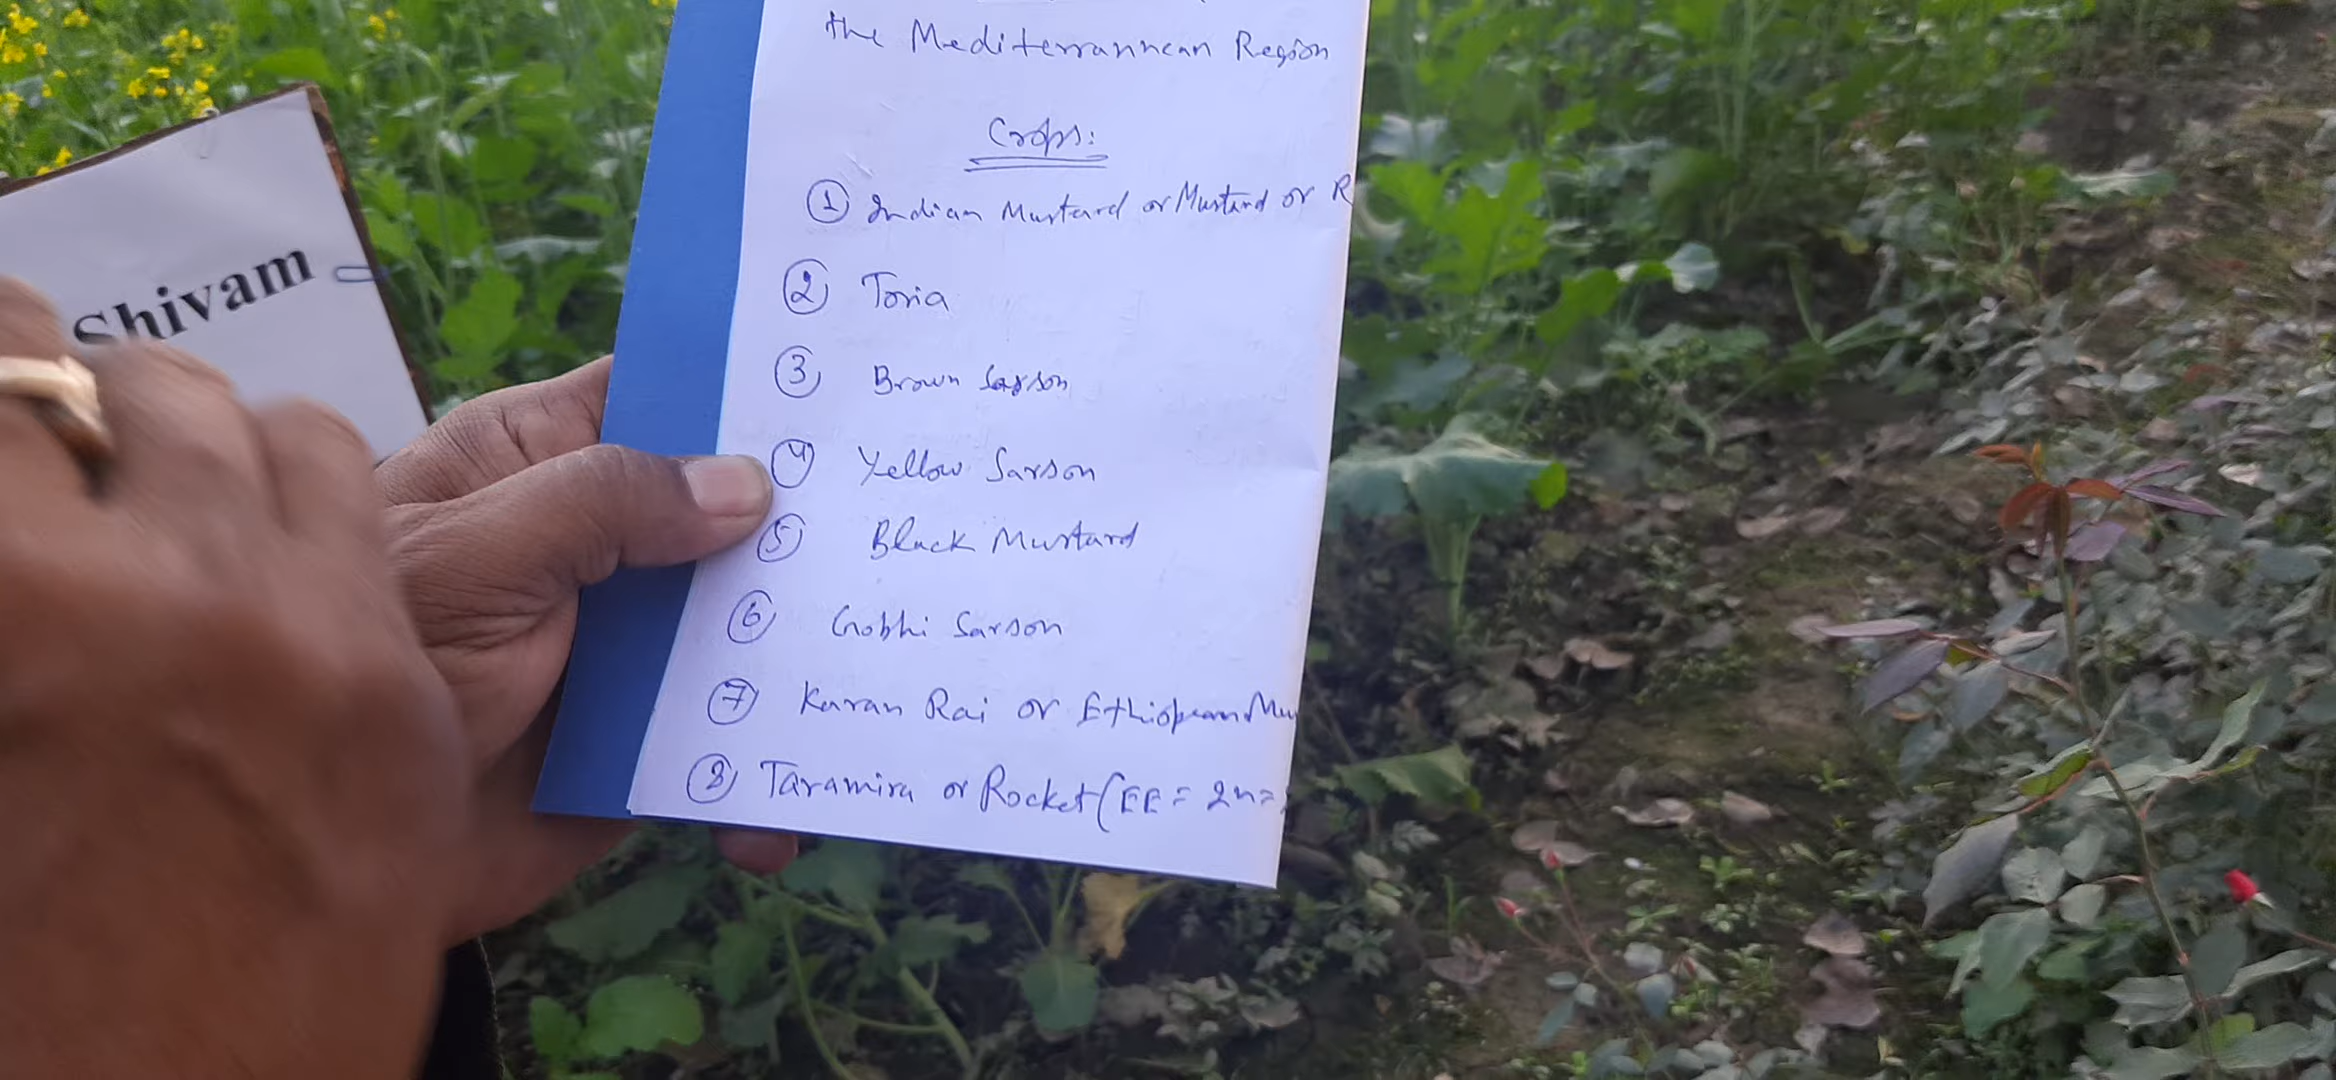 Shivam
the Mediterrannean Region
Crops:
1 Indian Mustard or Mustard or R
2 Toria
3 Brown Sarson
4 Yellow Sarson
5 Black Mustard
6 Gobhi Sarson
7 Karan Rai or Ethiopean Mu
8 Taramira or Rocket (EE = 2n=